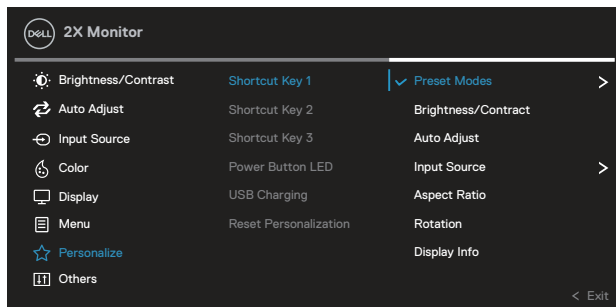 DELL 2X Monitor
Brightness/Contrast
Auto Adjust
Input Source
Color
Display
Menu
Personalize
Others
Shortcut Key 1
Shortcut Key 2
Shortcut Key 3
Power Button LED
USB Charging
Reset Personalization
Preset Modes >
Brightness/Contract
Auto Adjust
Input Source >
Aspect Ratio
Rotation
Display Info
< Exit